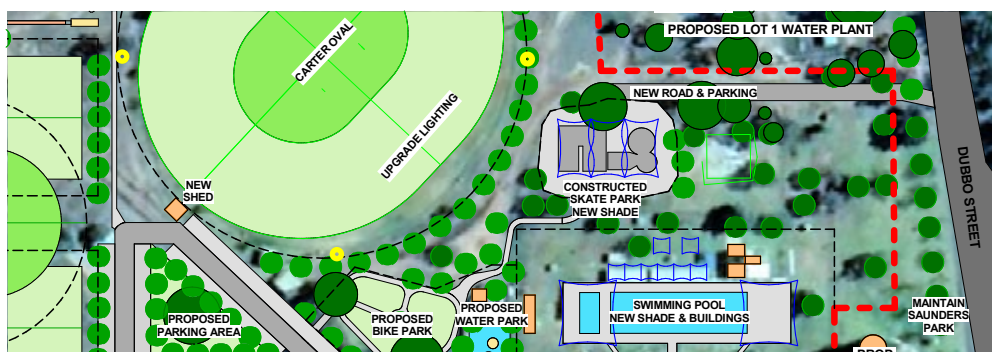 PROPOSED LOT 1 WATER PLANT
CARTER OVAL
NEW ROAD & PARKING
UPGRADE LIGHTING
DUBBO STREET
NEW
SHED
CONSTRUCTED
SKATE PARK
NEW SHADE
PROPOSED
PARKING AREA
PROPOSED
BIKE PARK
PROPOSED
WATER PARK
SWIMMING POOL
NEW SHADE & BUILDINGS
MAINTAIN
SAUNDERS
PARK